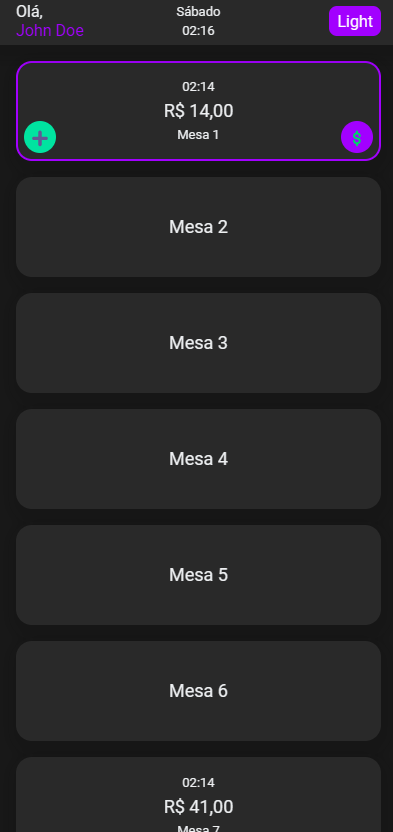 Olá,
John Doe
Sábado
02:16
Light
02:14
R$ 14,00
Mesa 1
$
Mesa 2
Mesa 3
Mesa 4
Mesa 5
Mesa 6
02:14
R$ 41,00
Mesa 7